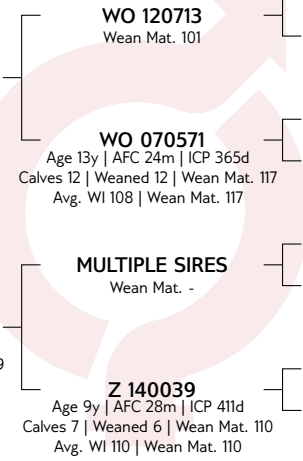 WO 120713
Wean Mat. 101
WO 070571
Age 13y | AFC 24m | ICP 365d
Calves 12 | Weaned 12 | Wean Mat. 117
Avg. WI 108 | Wean Mat. 117
MULTIPLE SIRES
Wean Mat. -
9
Z 140039
Age 9y | AFC 28m | ICP 411d
Calves 7 | Weaned 6 | Wean Mat. 110
Avg. WI 110 | Wean Mat. 110